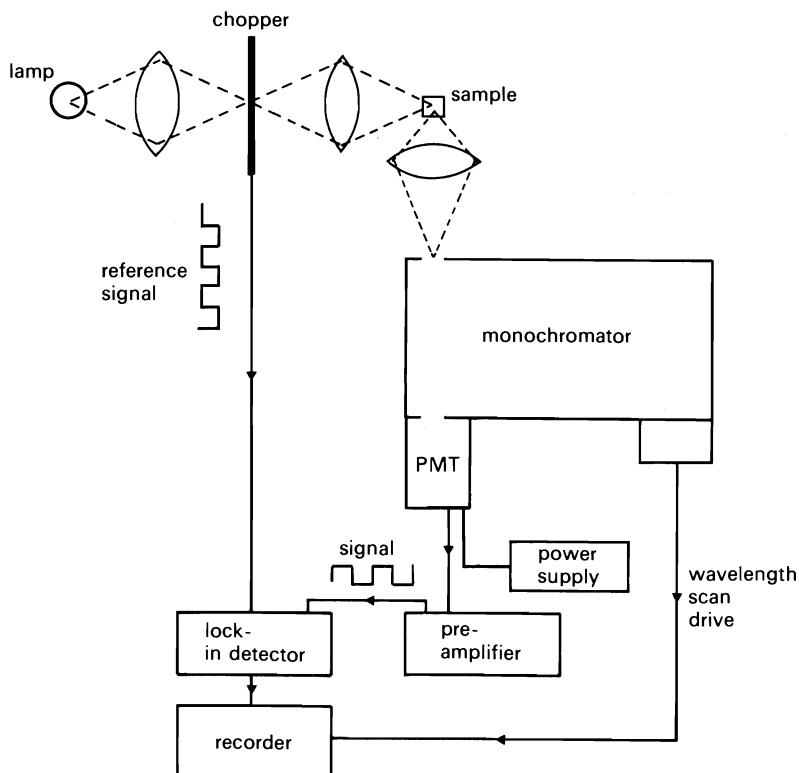 chopper
lamp
sample
reference
signal
monochromator
PMT
signal
power
supply
wavelength
scan
drive
lock-
in detector
pre-
amplifier
recorder